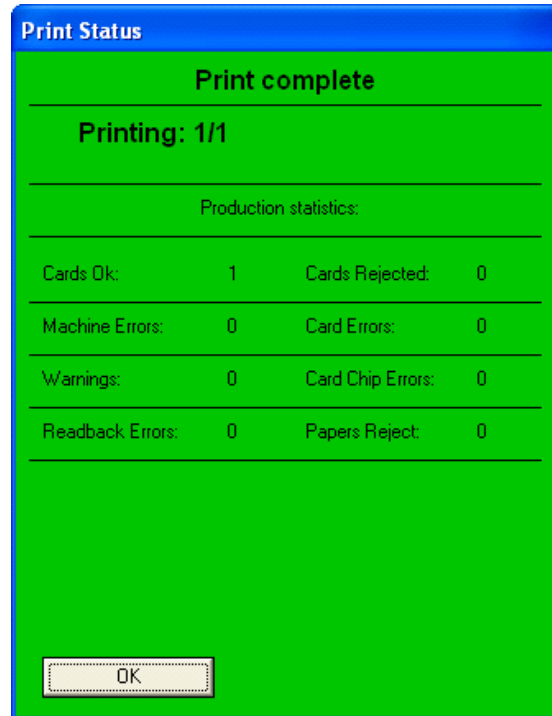 Print Status
Print complete
Printing: 1/1
Production statistics:
Cards Ok: 1 Cards Rejected: 0
Machine Errors: 0 Card Errors: 0
Warnings: 0 Card Chip Errors: 0
Readback Errors: 0 Papers Reject: 0
OK